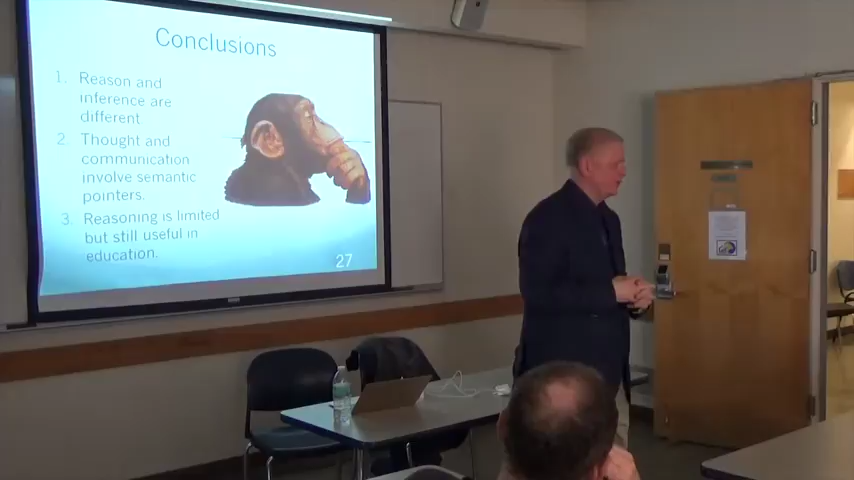 Conclusions
1. Reason and
inference are
different
2. Thought and
communication
involve semantic
pointers.
3. Reasoning is limited
but still useful in
education.
27